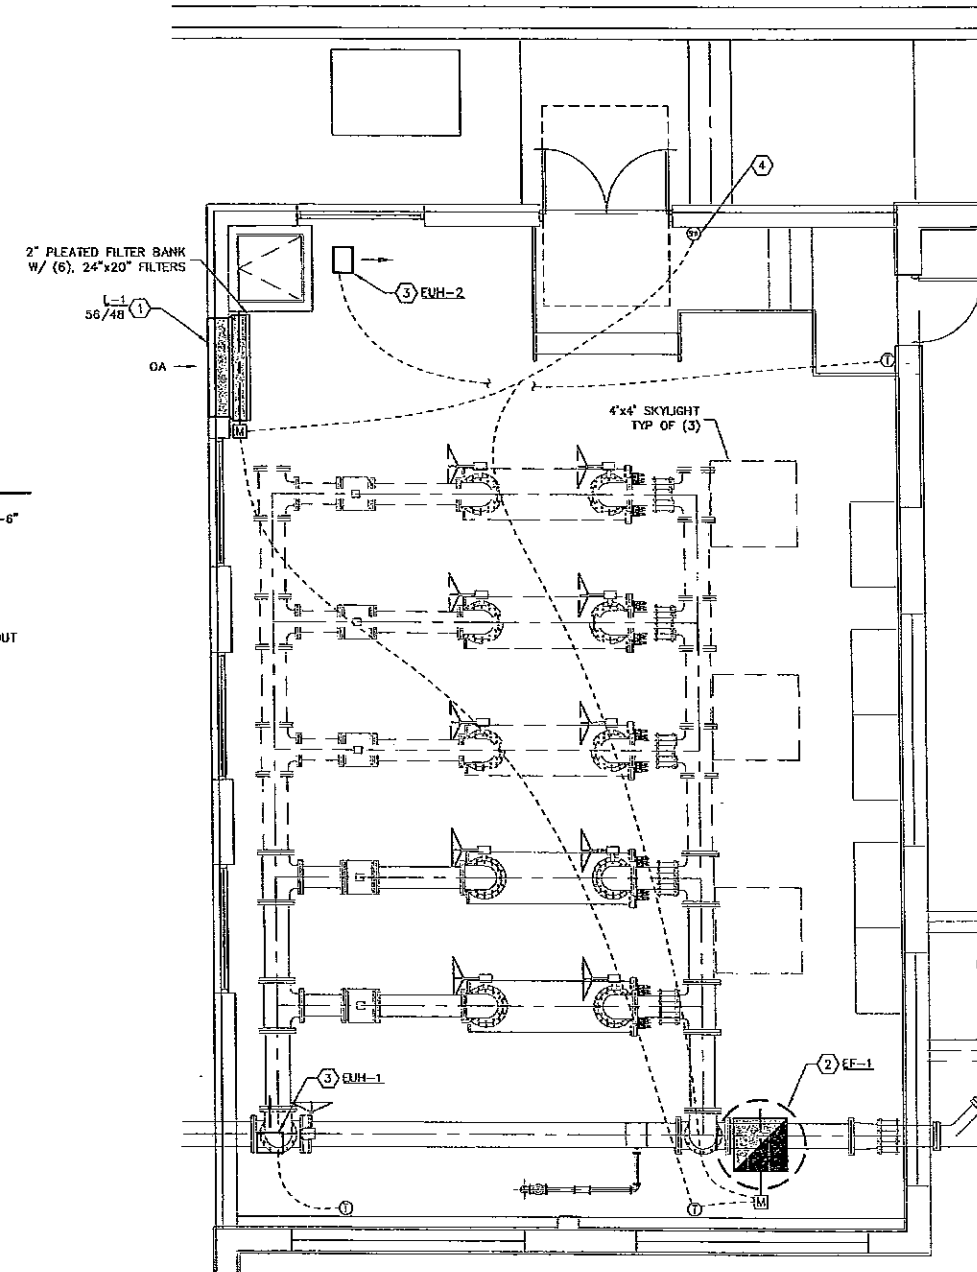 4
2" PLEATED FILTER BANK
W/ (6), 24"x20" FILTERS
3 EUH-2
L-1
56/48 1
OA
T
M
4'x4' SKYLIGHT
TYP OF (3)
-6"
OUT
3 EUH-1
2 EF-1
T
T
M